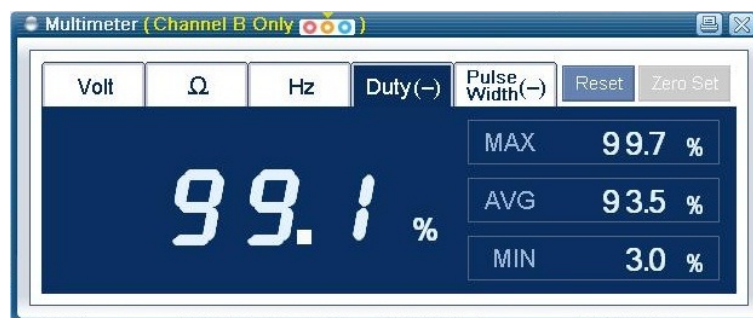 Multimeter (Channel B Only )
Volt Ω Hz Duty(–) Pulse Width(–) Reset Zero Set
99.1 %
MAX 99.7 %
AVG 93.5 %
MIN 3.0 %